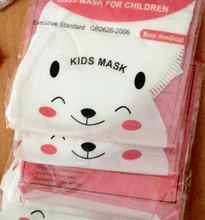 KIDS MASK FOR CHILDREN
Executive Standard GB2626-2006
Non medical
KIDS MASK